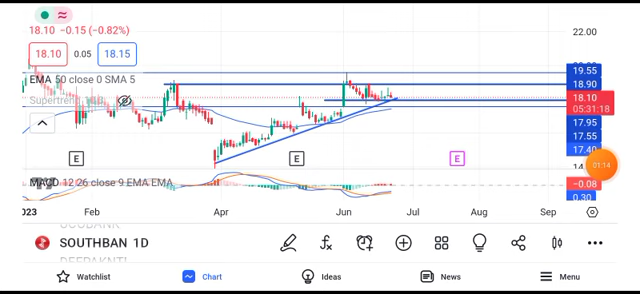 18.10 −0.15 (−0.82%)
22.00
18.10 0.05 18.15
19.55
EMA 50 close 0 SMA 5
18.90
18.10
05:31:18
17.95
17.55
17.40
E E E
01:14
MACD 12 26 close 9 EMA EMA
−0.08
0.30
2023 Feb Apr Jun Jul Aug Sep
SOUTHBAN 1D
Watchlist Chart Ideas News Menu